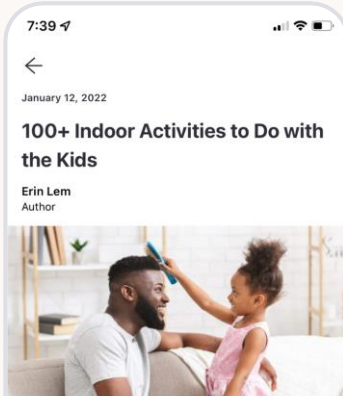 7:39
January 12, 2022
100+ Indoor Activities to Do with
the Kids
Erin Lem
Author